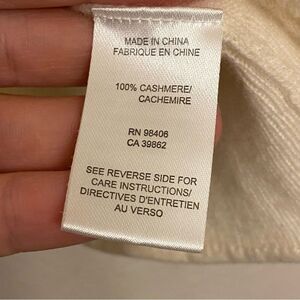 MADE IN CHINA
FABRIQUE EN CHINE
100% CASHMERE/
CACHEMIRE
RN 98406
CA 39862
SEE REVERSE SIDE FOR
CARE INSTRUCTIONS/
DIRECTIVES D'ENTRETIEN
AU VERSO